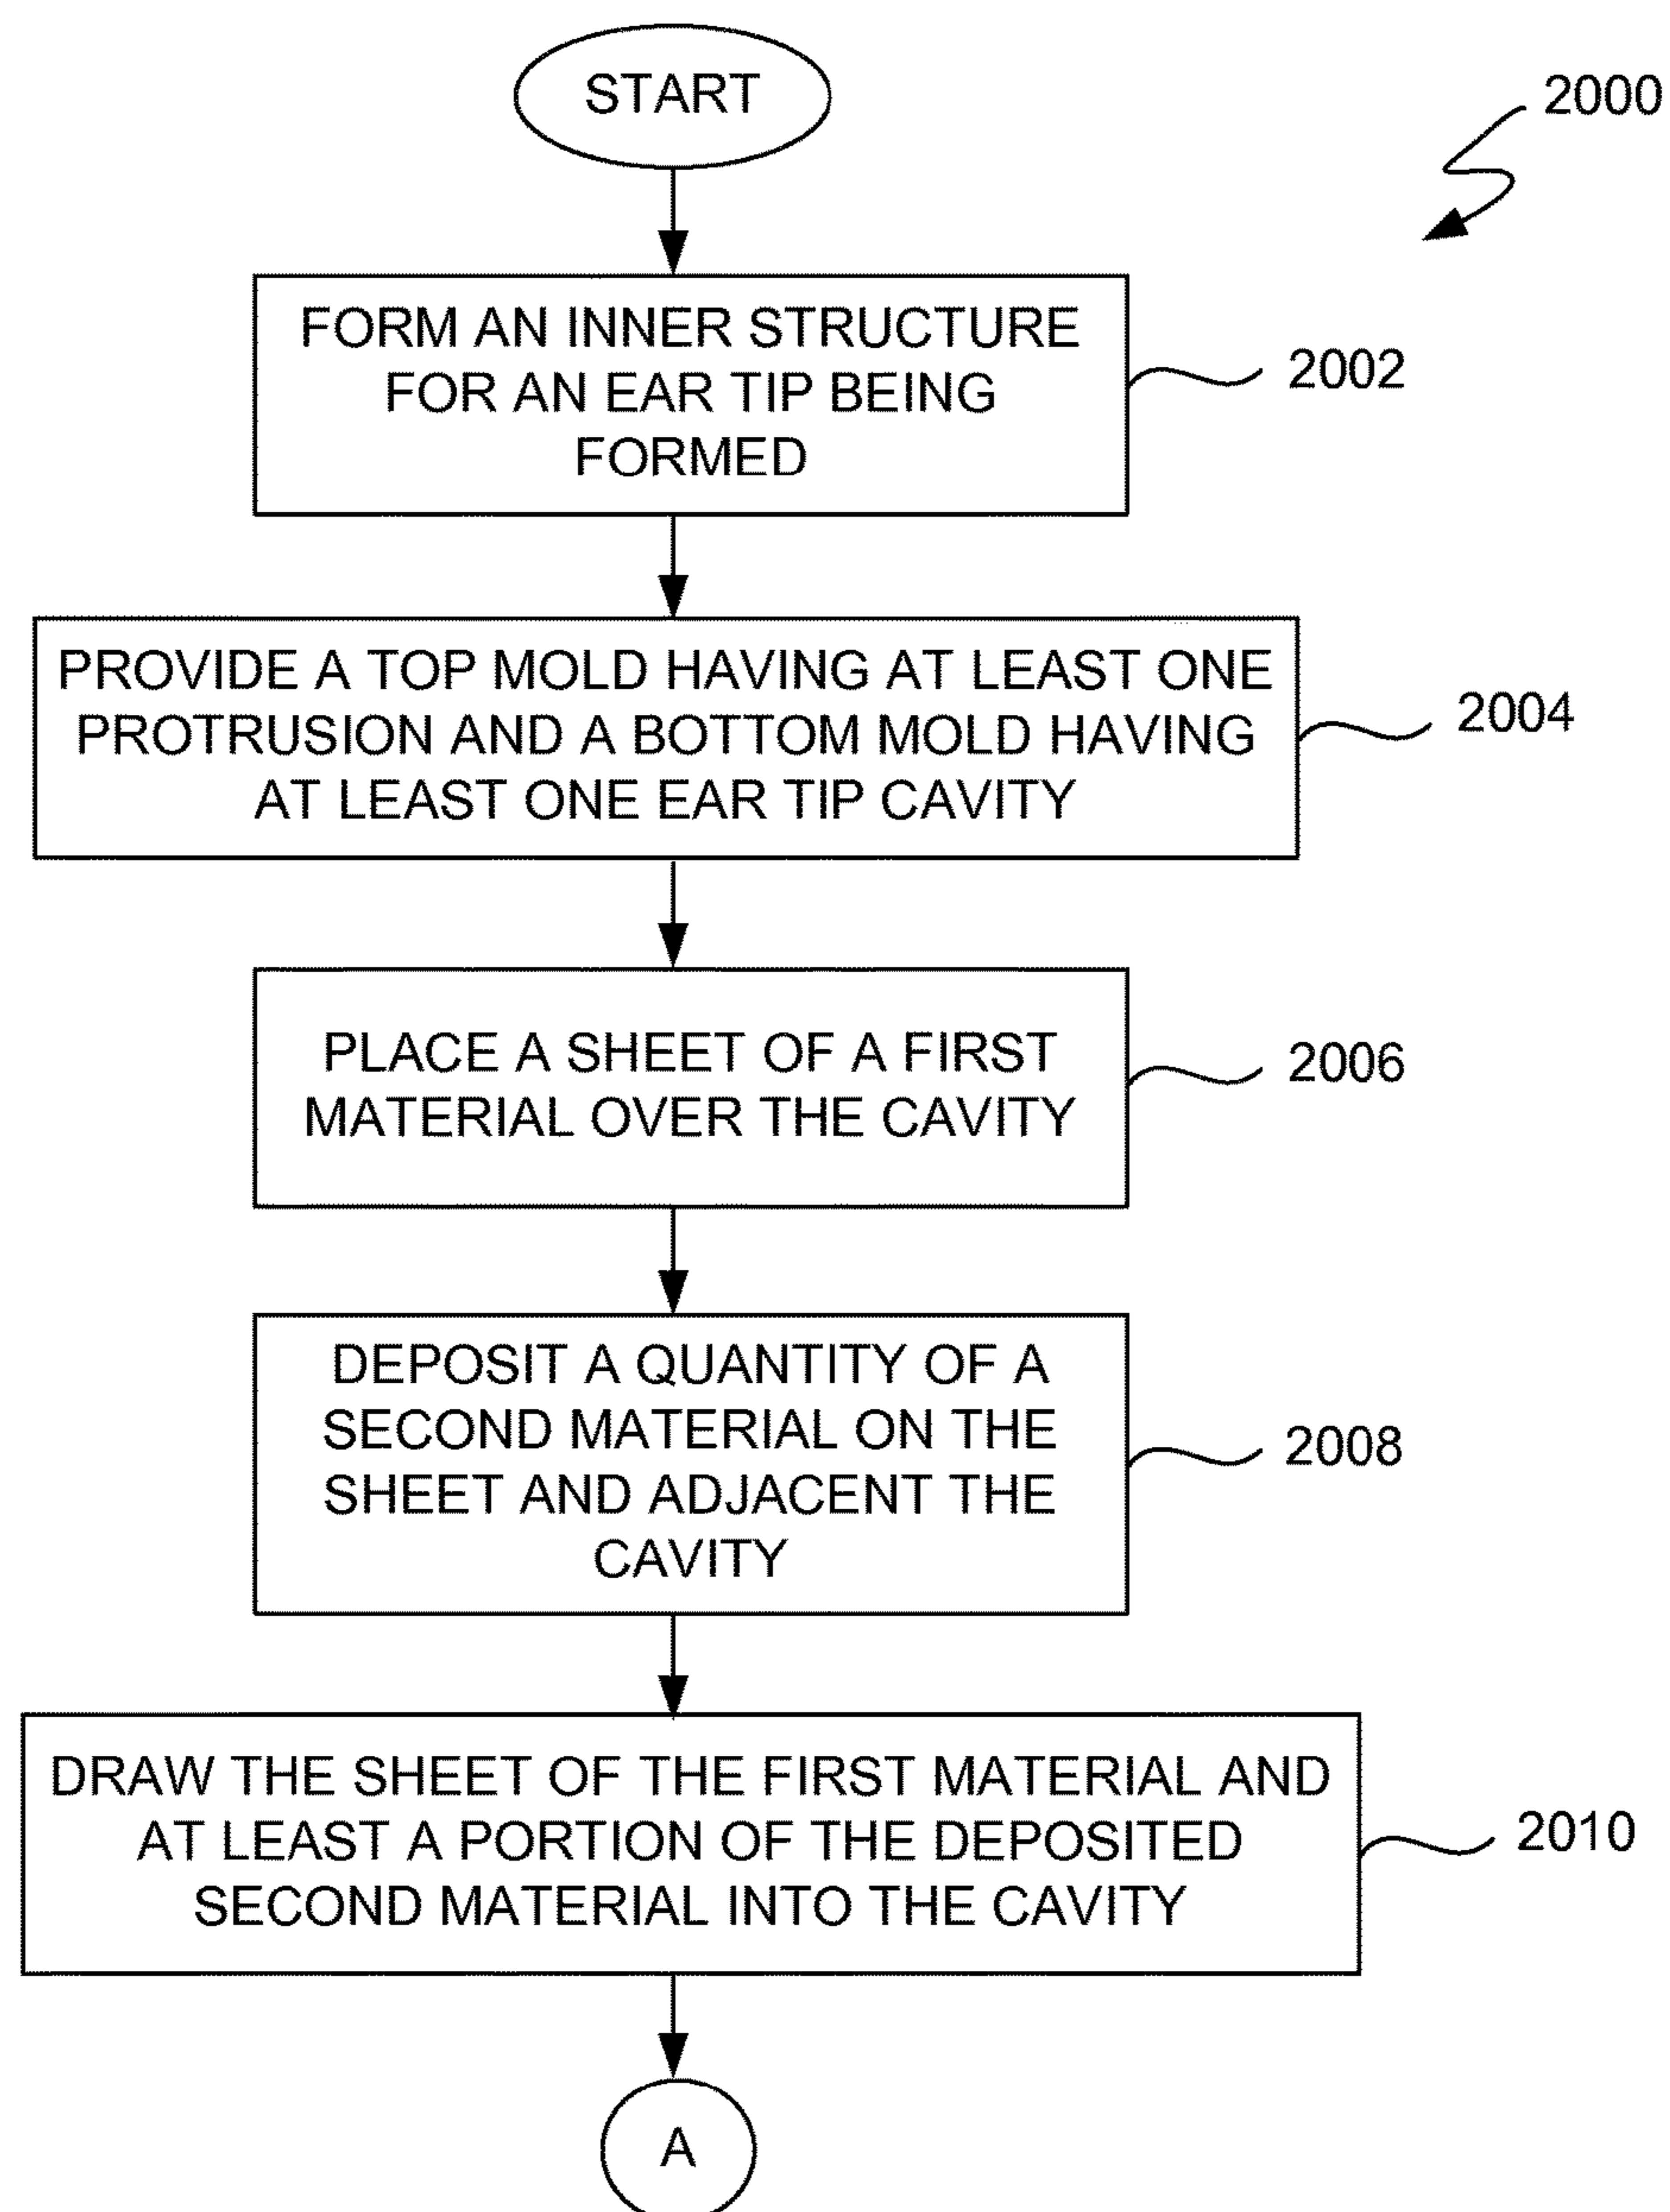 START
2000
FORM AN INNER STRUCTURE
FOR AN EAR TIP BEING
FORMED
2002
PROVIDE A TOP MOLD HAVING AT LEAST ONE
PROTRUSION AND A BOTTOM MOLD HAVING
AT LEAST ONE EAR TIP CAVITY
2004
PLACE A SHEET OF A FIRST
MATERIAL OVER THE CAVITY
2006
DEPOSIT A QUANTITY OF A
SECOND MATERIAL ON THE
SHEET AND ADJACENT THE
CAVITY
2008
DRAW THE SHEET OF THE FIRST MATERIAL AND
AT LEAST A PORTION OF THE DEPOSITED
SECOND MATERIAL INTO THE CAVITY
2010
A